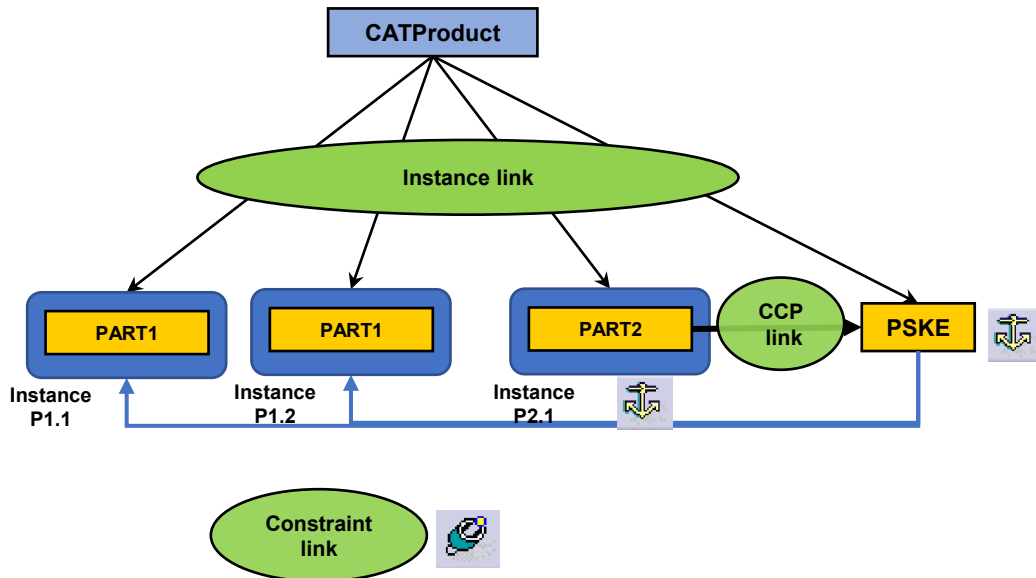 CATProduct
Instance link
PART1
PART1
PART2
CCP
link
PSKE
Instance
P1.1
Instance
P1.2
Instance
P2.1
Constraint
link